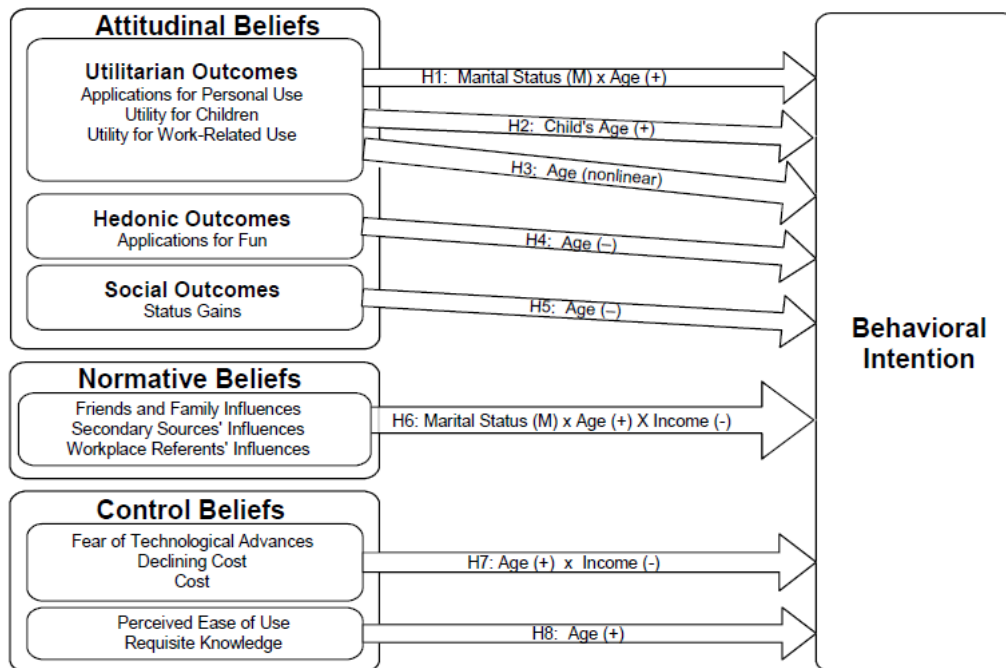 Attitudinal Beliefs
Utilitarian Outcomes
Applications for Personal Use
Utility for Children
Utility for Work-Related Use
H1: Marital Status (M) x Age (+)
H2: Child's Age (+)
H3: Age (nonlinear)
Hedonic Outcomes
Applications for Fun
H4: Age (–)
Social Outcomes
Status Gains
H5: Age (–)
Normative Beliefs
Friends and Family Influences
Secondary Sources' Influences
Workplace Referents' Influences
H6: Marital Status (M) x Age (+) X Income (-)
Control Beliefs
Fear of Technological Advances
Declining Cost
Cost
H7: Age (+) x Income (-)
Perceived Ease of Use
Requisite Knowledge
H8: Age (+)
Behavioral
Intention